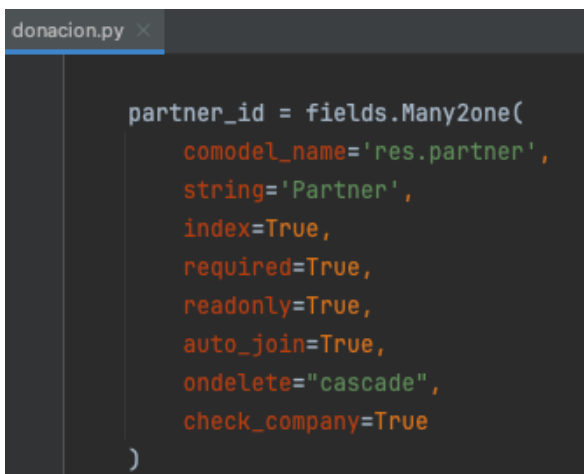 donacion.py
partner_id = fields.Many2one(
comodel_name='res.partner',
string='Partner',
index=True,
required=True,
readonly=True,
auto_join=True,
ondelete="cascade",
check_company=True
)